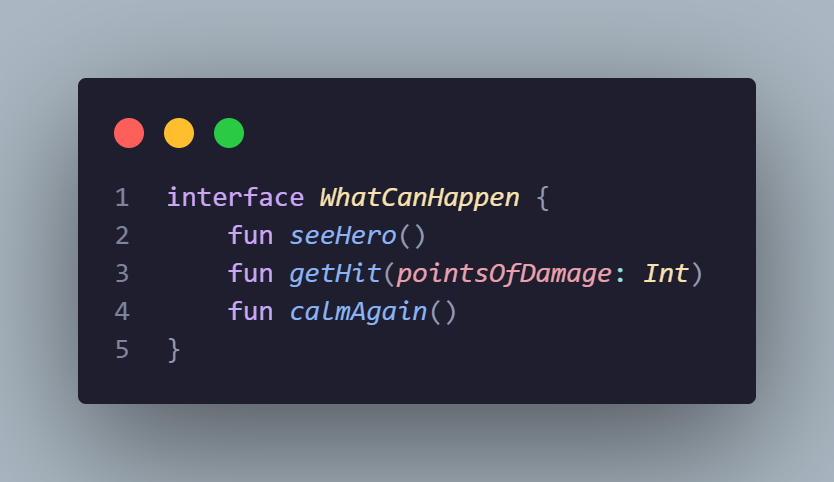 1 interface WhatCanHappen {
2     fun seeHero()
3     fun getHit(pointsOfDamage: Int)
4     fun calmAgain()
5 }